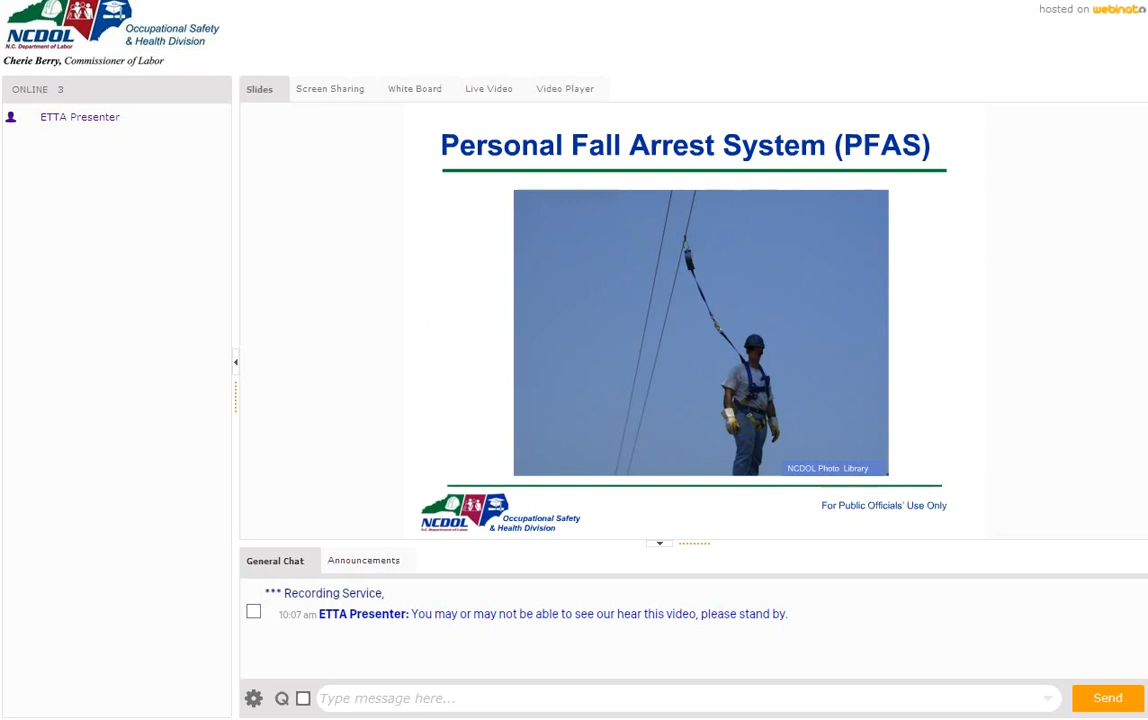 hosted on webinato
NCDOL
N.C. Department of Labor
Occupational Safety
& Health Division
Cherie Berry, Commissioner of Labor
ONLINE 3
ETTA Presenter
Slides
Screen Sharing
White Board
Live Video
Video Player
Personal Fall Arrest System (PFAS)
NCDOL Photo Library
NCDOL
N.C. Department of Labor
Occupational Safety
& Health Division
For Public Officials' Use Only
General Chat
Announcements
*** Recording Service,
10:07 am ETTA Presenter: You may or may not be able to see our hear this video, please stand by.
Q
Type message here...
Send